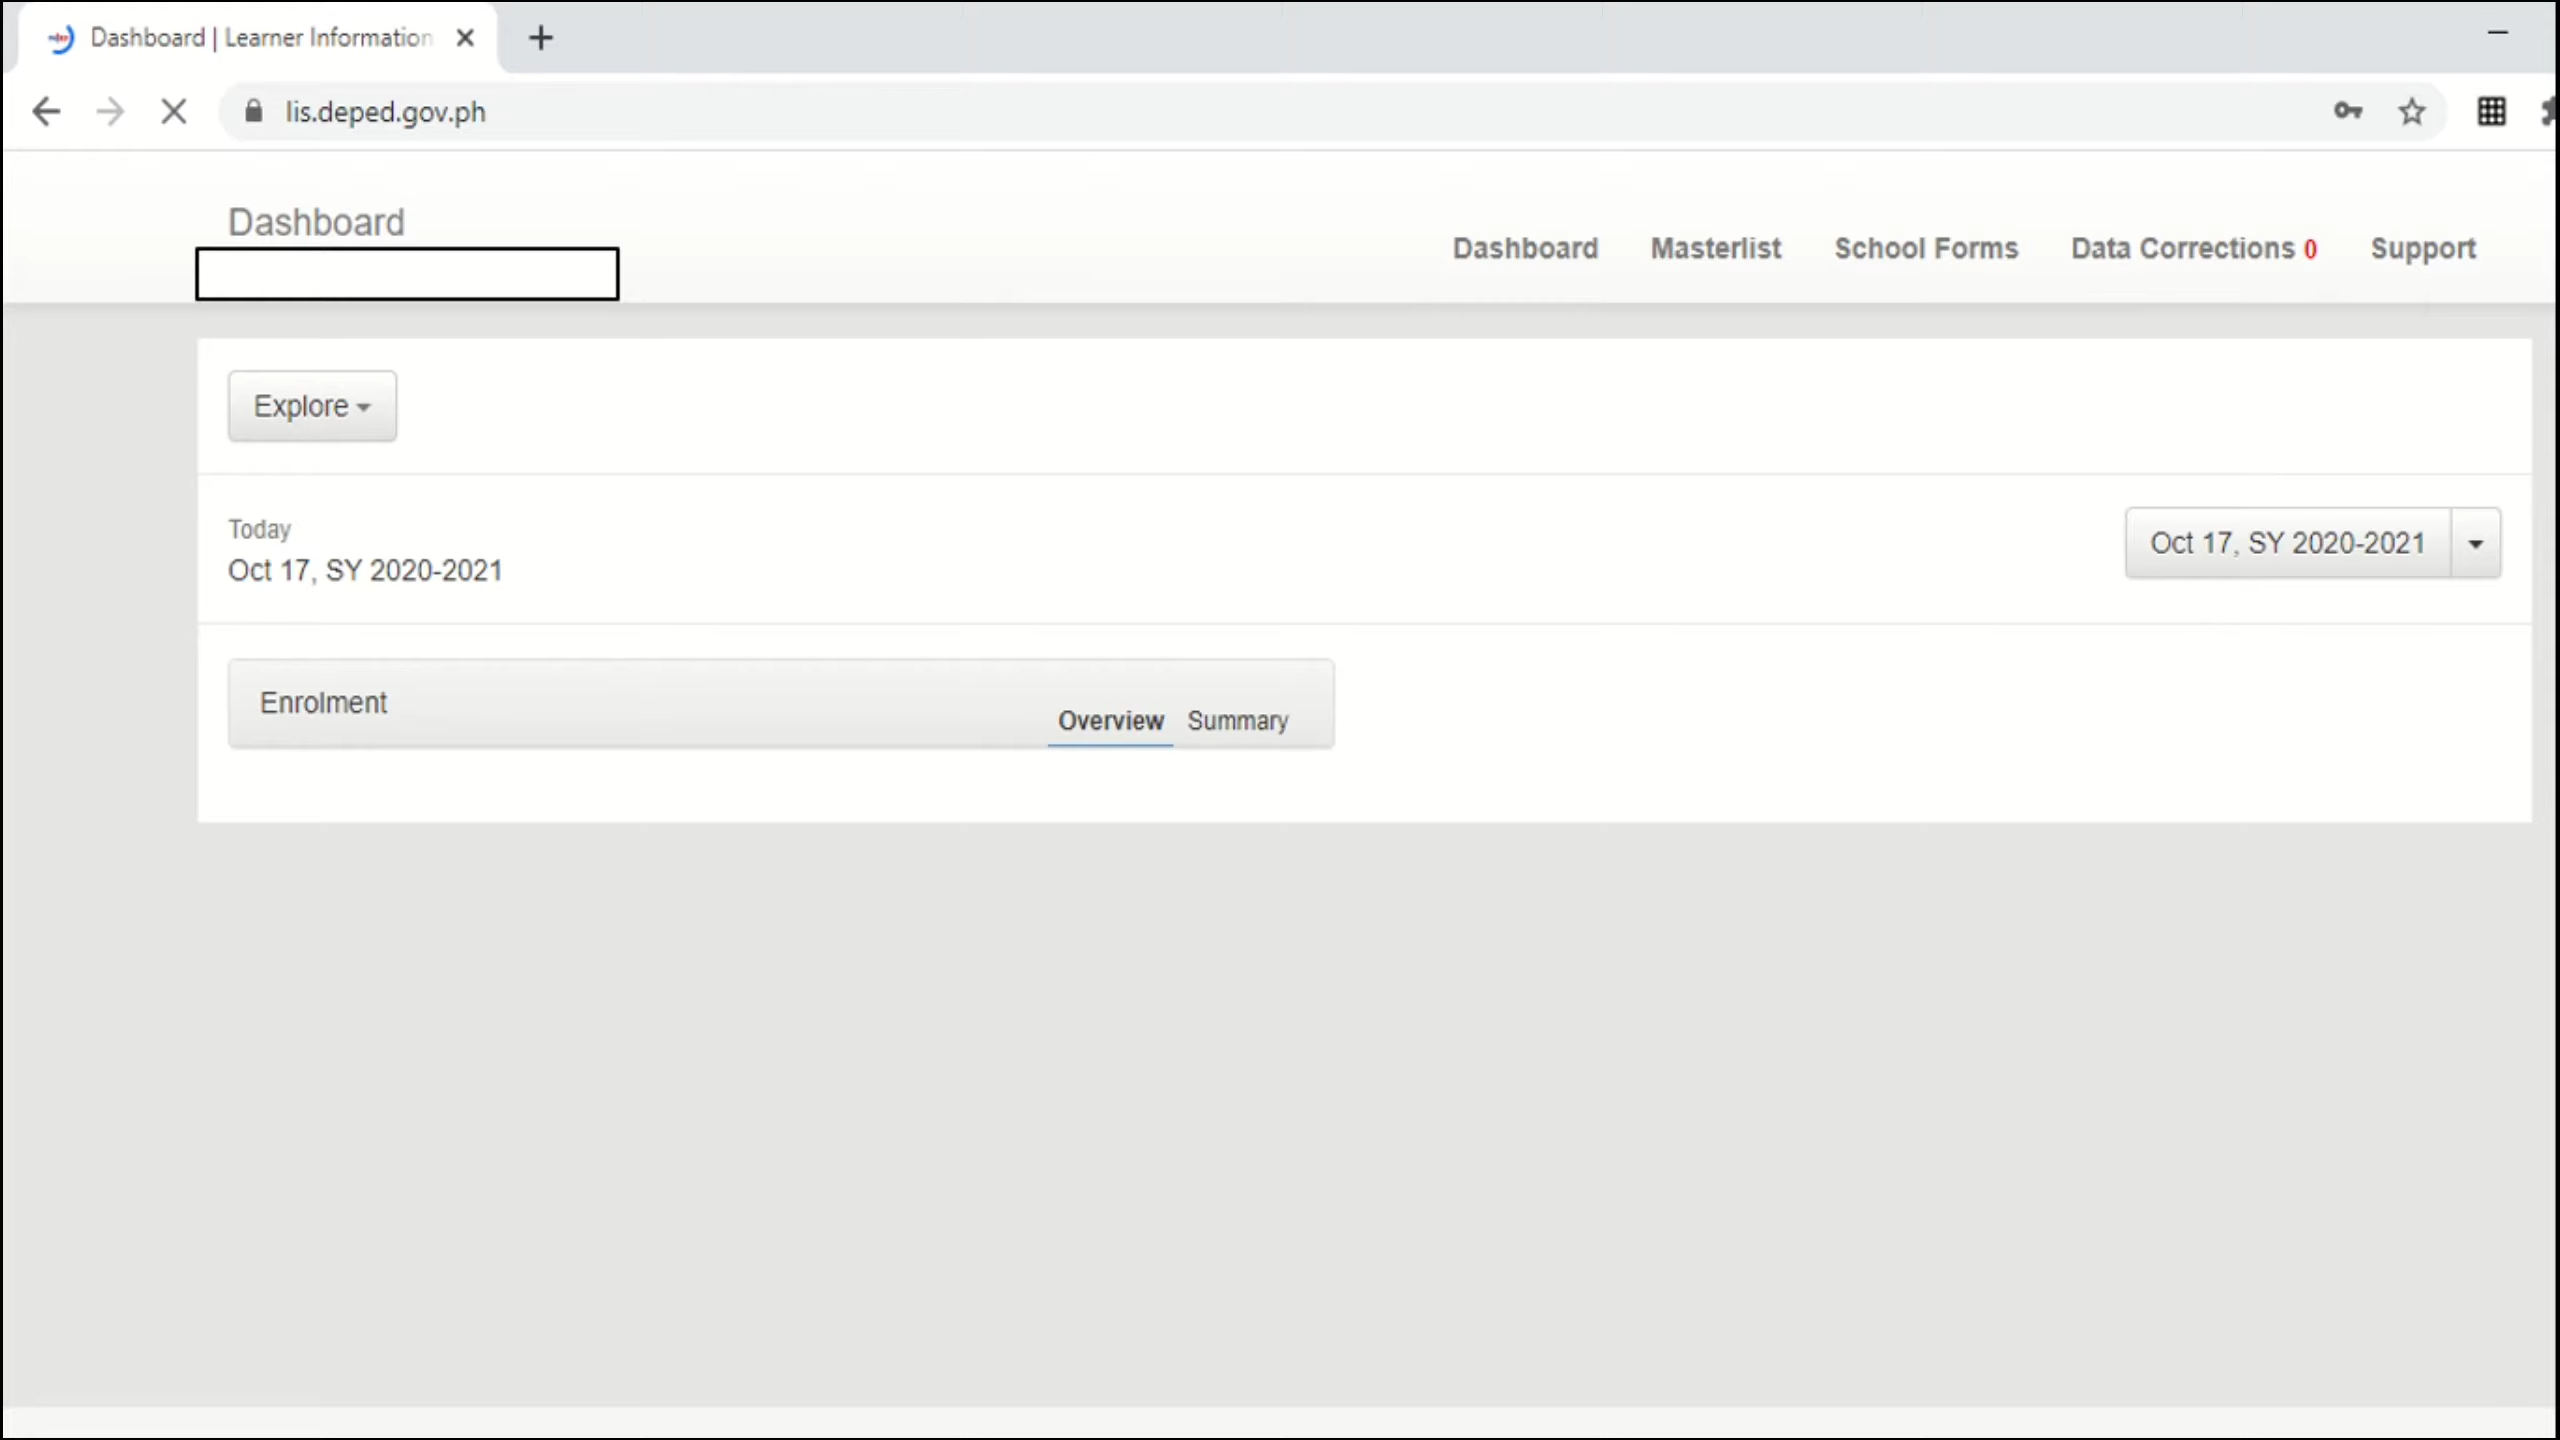 Dashboard | Learner Information
lis.deped.gov.ph
Dashboard
Dashboard Masterlist School Forms Data Corrections 0 Support
Explore
Today
Oct 17, SY 2020-2021
Oct 17, SY 2020-2021
Enrolment
Overview Summary